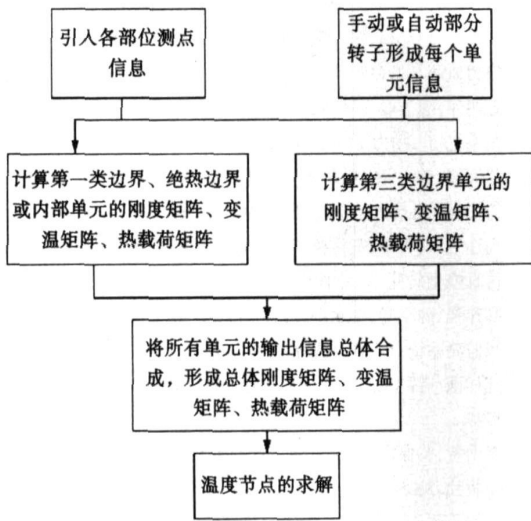 引入各部位测点
信息
手动或自动部分
转子形成每个单
元信息
计算第一类边界、绝热边界
或内部单元的刚度矩阵、变
温矩阵、热载荷矩阵
计算第三类边界单元的
刚度矩阵、变温矩阵、
热载荷矩阵
将所有单元的输出信息总体合
成，形成总体刚度矩阵、变温
矩阵、热载荷矩阵
温度节点的求解